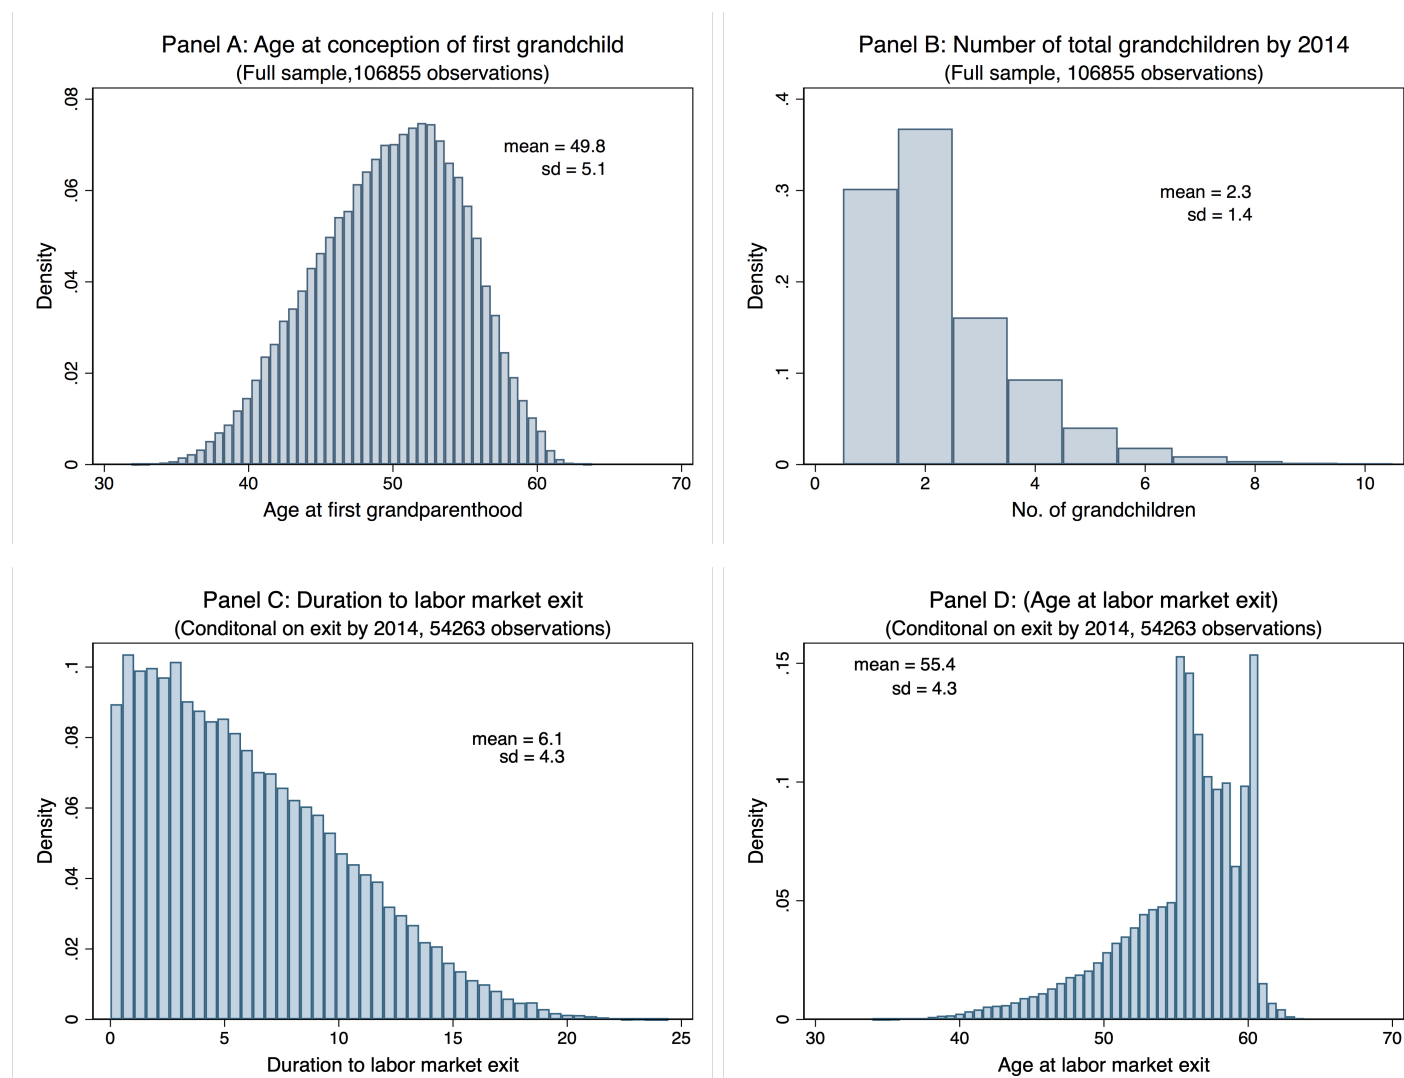 Panel A: Age at conception of first grandchild
(Full sample,106855 observations)
mean = 49.8
sd = 5.1
Density
0 .02 .04 .06 .08
30 40 50 60 70
Age at first grandparenthood
Panel B: Number of total grandchildren by 2014
(Full sample, 106855 observations)
mean = 2.3
sd = 1.4
Density
0 .1 .2 .3 .4
0 2 4 6 8 10
No. of grandchildren
Panel C: Duration to labor market exit
(Conditonal on exit by 2014, 54263 observations)
mean = 6.1
sd = 4.3
Density
0 .02 .04 .06 .08 .1
0 5 10 15 20 25
Duration to labor market exit
Panel D: (Age at labor market exit)
(Conditonal on exit by 2014, 54263 observations)
mean = 55.4
sd = 4.3
Density
0 .05 .1 .15
30 40 50 60 70
Age at labor market exit